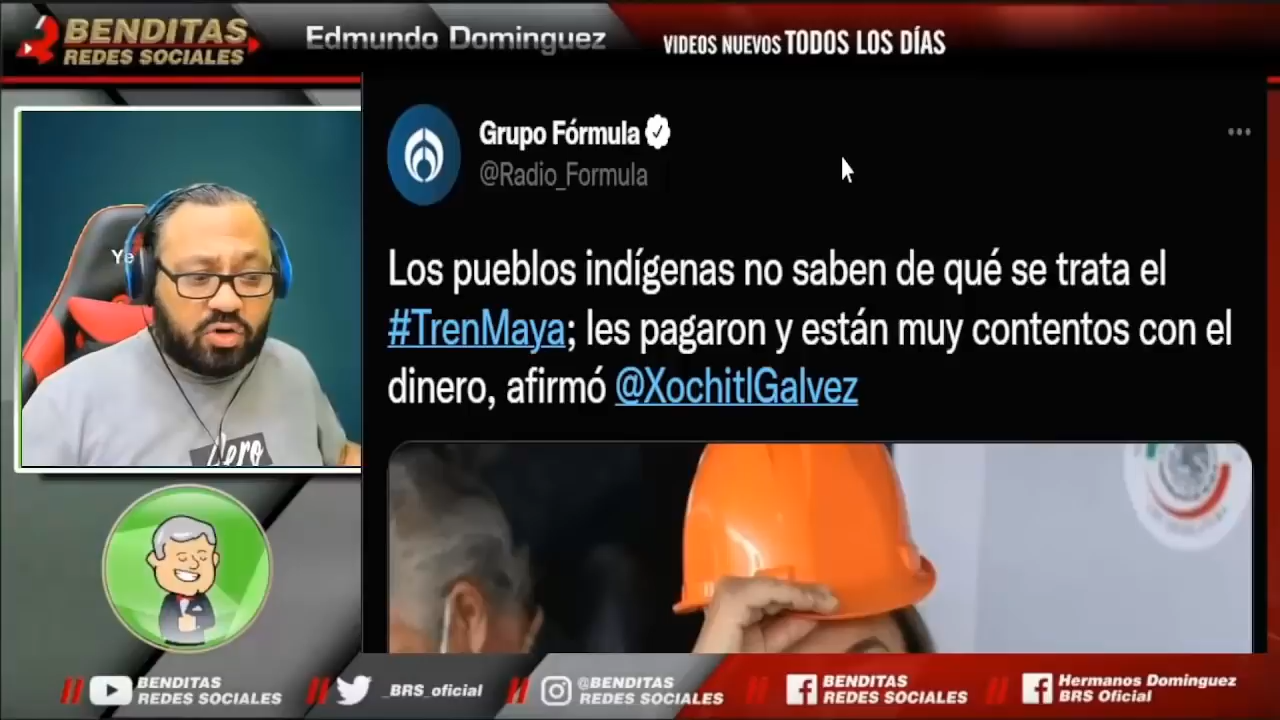 BENDITAS
REDES SOCIALES
Edmundo Dominguez
VIDEOS NUEVOS TODOS LOS DÍAS
Grupo Fórmula
@Radio_Formula
Los pueblos indígenas no saben de qué se trata el
#TrenMaya; les pagaron y están muy contentos con el
dinero, afirmó @XochitlGalvez
Ye
Aero
BENDITAS
REDES SOCIALES
_BRS_oficial
@BENDITAS
REDES SOCIALES
BENDITAS
REDES SOCIALES
Hermanos Dominguez
BRS Oficial